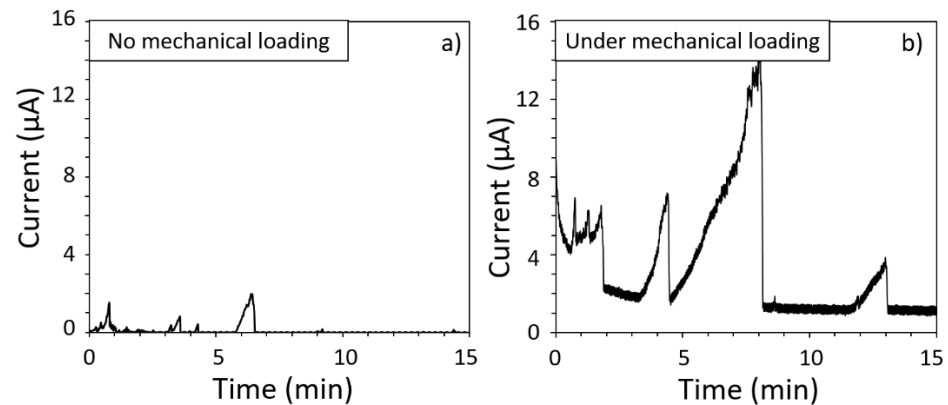 No mechanical loading
a)
16
12
8
4
0
Current (µA)
0
5
10
15
Time (min)
Under mechanical loading
b)
16
12
8
4
0
Current (µA)
0
5
10
15
Time (min)